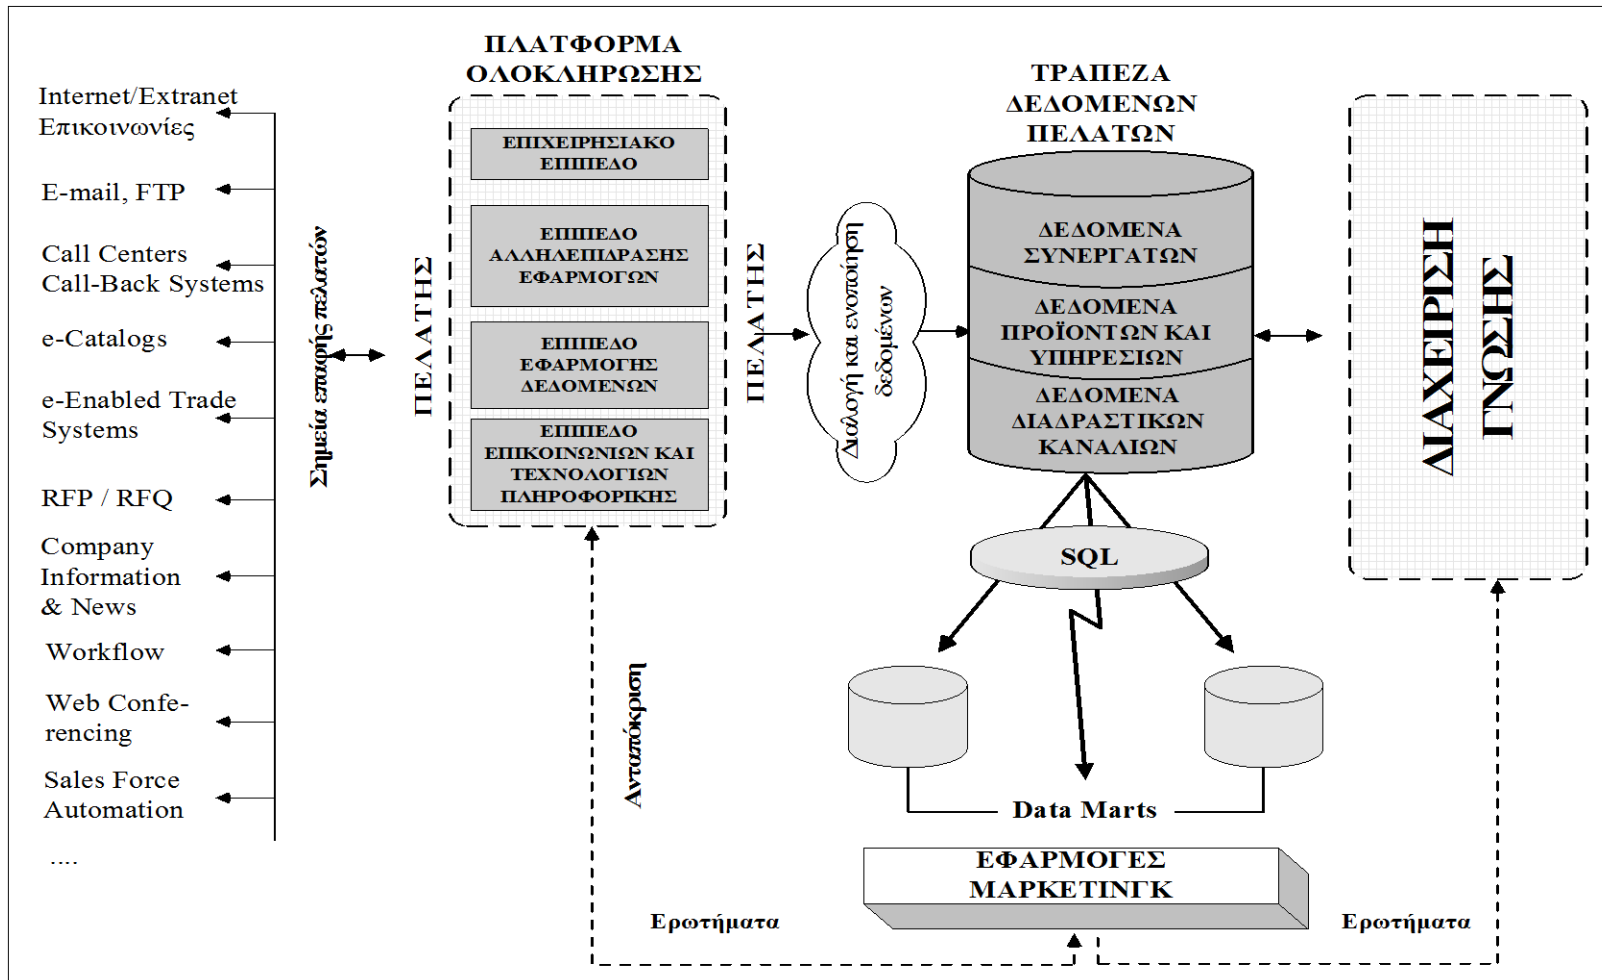 Internet/Extranet
Επικοινωνίες
E-mail, FTP
Call Centers
Call-Back Systems
e-Catalogs
e-Enabled Trade
Systems
RFP / RFQ
Company
Information
& News
Workflow
Web Confe-
rencing
Sales Force
Automation
....
Σημεία επαφής πελατών
ΠΕΛΑΤΗΣ
ΠΛΑΤΦΟΡΜΑ
ΟΛΟΚΛΗΡΩΣΗΣ
ΕΠΙΧΕΙΡΗΣΙΑΚΟ
ΕΠΙΠΕΔΟ
ΕΠΙΠΕΔΟ
ΑΛΛΗΛΕΠΙΔΡΑΣΗΣ
ΕΦΑΡΜΟΓΩΝ
ΕΠΙΠΕΔΟ
ΕΦΑΡΜΟΓΗΣ
ΔΕΔΟΜΕΝΩΝ
ΕΠΙΠΕΔΟ
ΕΠΙΚΟΙΝΩΝΙΩΝ ΚΑΙ
ΤΕΧΝΟΛΟΓΙΩΝ
ΠΛΗΡΟΦΟΡΙΚΗΣ
ΠΕΛΑΤΗΣ
Διαλογή και ενοποίηση
δεδομένων
ΤΡΑΠΕΖΑ
ΔΕΔΟΜΕΝΩΝ
ΠΕΛΑΤΩΝ
ΔΕΔΟΜΕΝΑ
ΣΥΝΕΡΓΑΤΩΝ
ΔΕΔΟΜΕΝΑ
ΠΡΟΪΟΝΤΩΝ ΚΑΙ
ΥΠΗΡΕΣΙΩΝ
ΔΕΔΟΜΕΝΑ
ΔΙΑΔΡΑΣΤΙΚΩΝ
ΚΑΝΑΛΙΩΝ
ΔΙΑΧΕΙΡΙΣΗ
ΓΝΩΣΗΣ
SQL
Ανταπόκριση
Data Marts
ΕΦΑΡΜΟΓΕΣ
ΜΑΡΚΕΤΙΝΓΚ
Ερωτήματα
Ερωτήματα